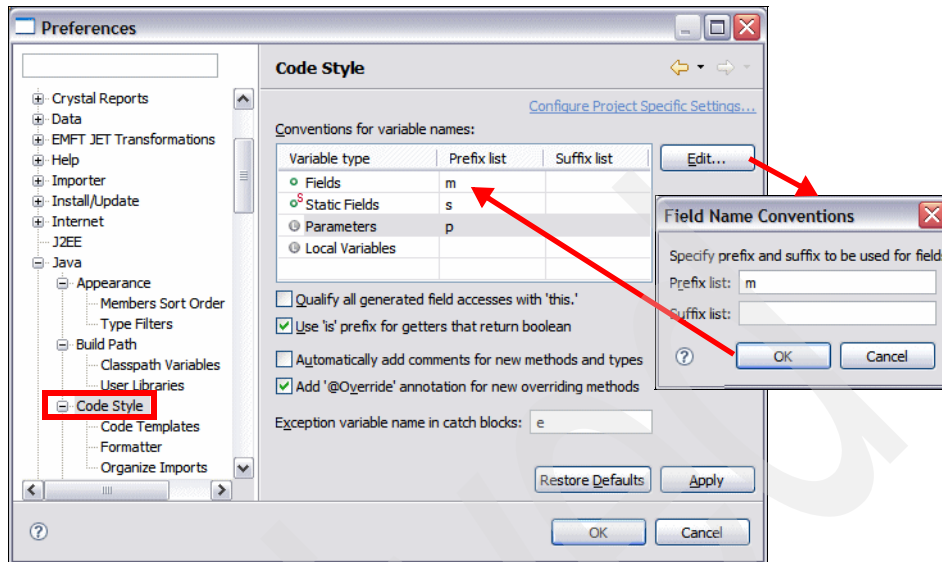 Preferences
Code Style
Configure Project Specific Settings...
Conventions for variable names:
Variable type Prefix list Suffix list
Fields m
S Static Fields s
Parameters p
Local Variables
Edit...
Qualify all generated field accesses with 'this.'
Use 'is' prefix for getters that return boolean
Automatically add comments for new methods and types
Add '@Override' annotation for new overriding methods
Exception variable name in catch blocks: e
Restore Defaults Apply
Crystal Reports
Data
EMFT JET Transformations
Help
Importer
Install/Update
Internet
J2EE
Java
Appearance
Members Sort Order
Type Filters
Build Path
Classpath Variables
User Libraries
Code Style
Code Templates
Formatter
Organize Imports
? OK Cancel
Field Name Conventions
Specify prefix and suffix to be used for fields
Prefix list: m
Suffix list:
? OK Cancel